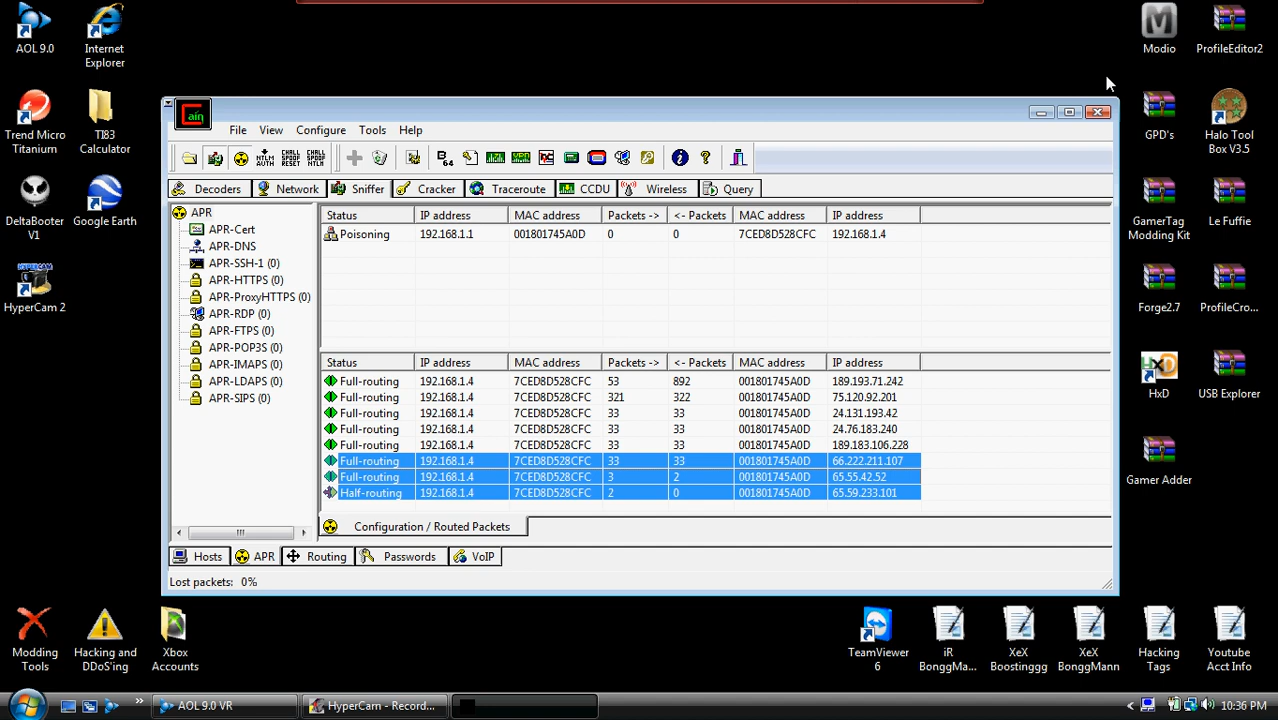 AOL 9.0
Internet
Explorer
Modio
ProfileEditor2
Trend Micro
Titanium
TI83
Calculator
GPD's
Halo Tool
Box V3.5
DeltaBooter
V1
Google Earth
GamerTag
Modding Kit
Le Fuffie
HyperCam 2
Forge2.7
ProfileCro...
HxD
USB Explorer
Gamer Adder
Cain
File View Configure Tools Help
NTLM AUTH CHALL SPOOF RESET CHALL SPOOF NTLM B 64
Decoders Network Sniffer Cracker Traceroute CCDU Wireless Query
APR
APR-Cert
APR-DNS
APR-SSH-1 (0)
APR-HTTPS (0)
APR-ProxyHTTPS (0)
APR-RDP (0)
APR-FTPS (0)
APR-POP3S (0)
APR-IMAPS (0)
APR-LDAPS (0)
APR-SIPS (0)
Status IP address MAC address Packets -> <- Packets MAC address IP address
Poisoning 192.168.1.1 001801745A0D 0 0 7CED8D528CFC 192.168.1.4
Status IP address MAC address Packets -> <- Packets MAC address IP address
Full-routing 192.168.1.4 7CED8D528CFC 53 892 001801745A0D 189.193.71.242
Full-routing 192.168.1.4 7CED8D528CFC 321 322 001801745A0D 75.120.92.201
Full-routing 192.168.1.4 7CED8D528CFC 33 33 001801745A0D 24.131.193.42
Full-routing 192.168.1.4 7CED8D528CFC 33 33 001801745A0D 24.76.183.240
Full-routing 192.168.1.4 7CED8D528CFC 33 33 001801745A0D 189.183.106.228
Full-routing 192.168.1.4 7CED8D528CFC 33 33 001801745A0D 66.222.211.107
Full-routing 192.168.1.4 7CED8D528CFC 3 2 001801745A0D 65.55.42.52
Half-routing 192.168.1.4 7CED8D528CFC 2 0 001801745A0D 65.59.233.101
Configuration / Routed Packets
Hosts APR Routing Passwords VoIP
Lost packets: 0%
Modding
Tools
Hacking and
DDoS'ing
Xbox
Accounts
TeamViewer
6
iR
BonggMa...
XeX
Boostinggg
XeX
BonggMann
Hacking
Tags
Youtube
Acct Info
AOL 9.0 VR
HyperCam - Record...
10:36 PM